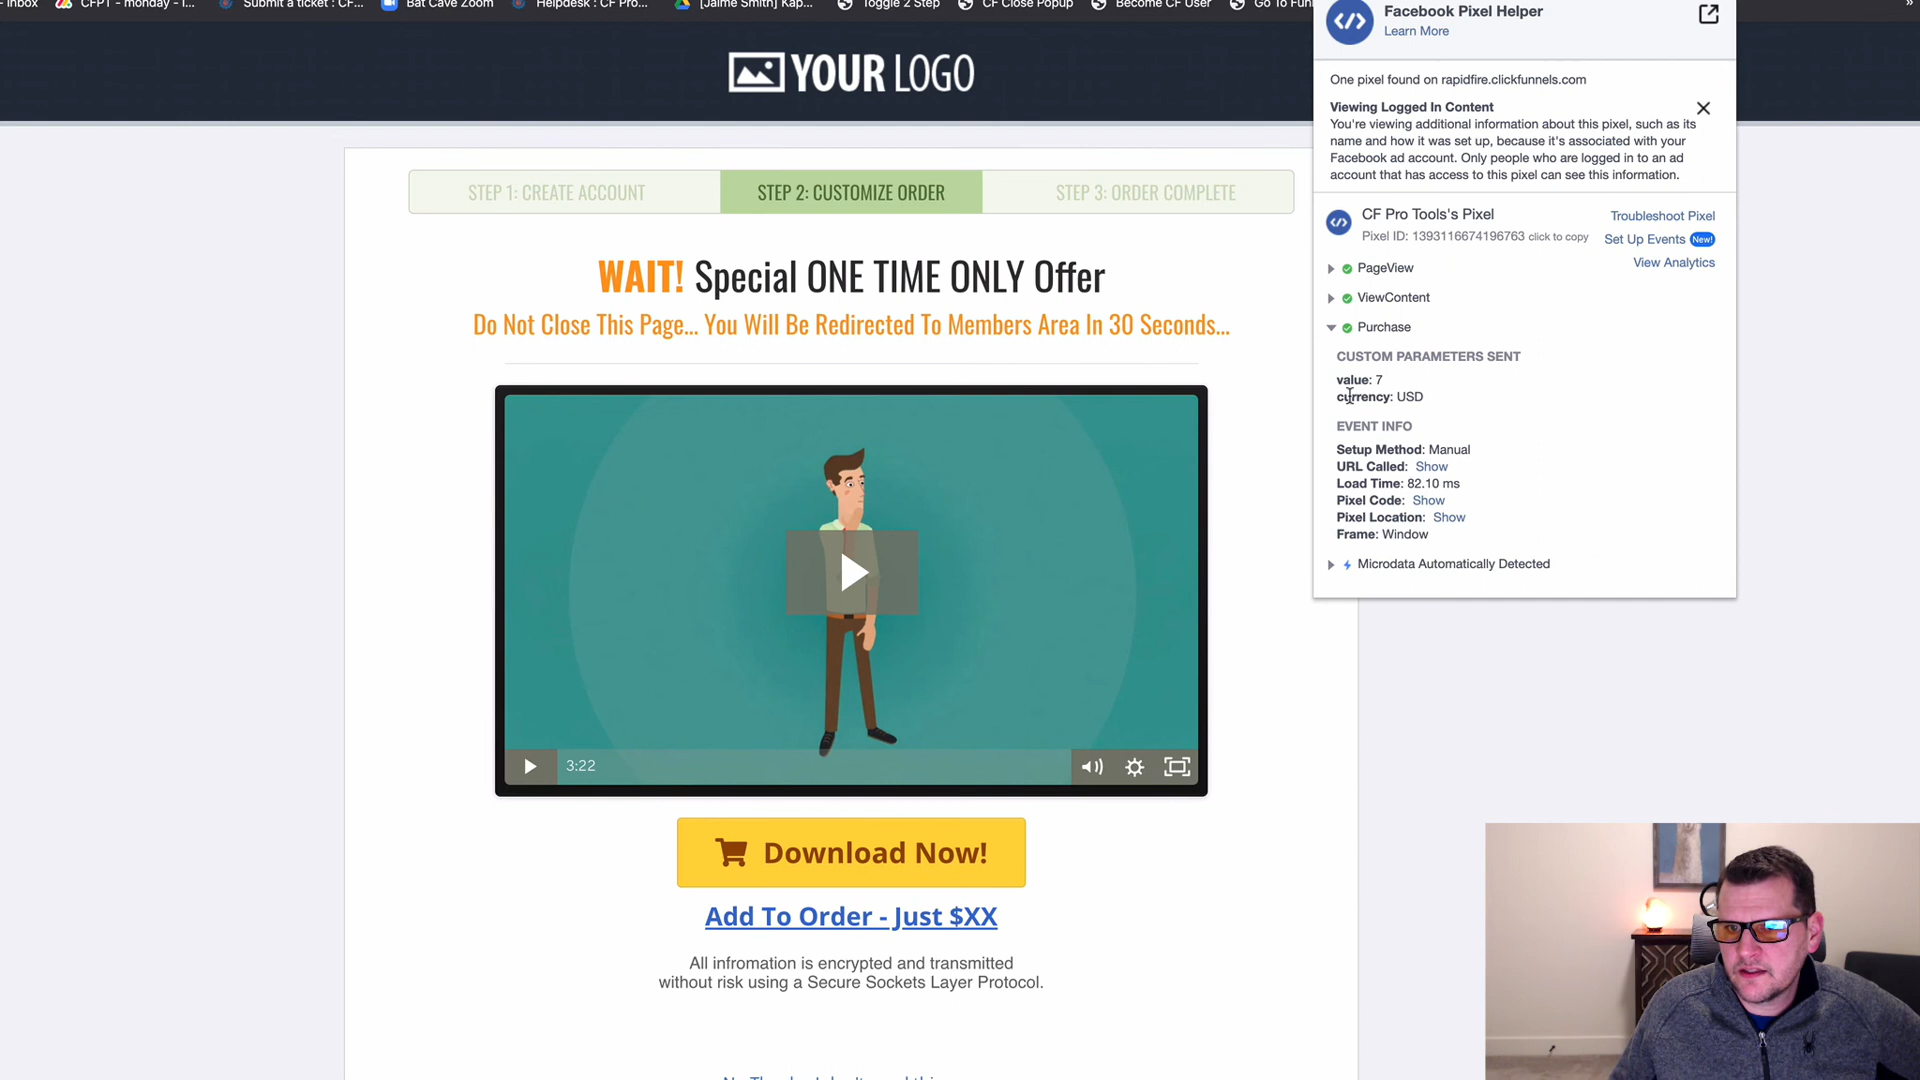 Inbox
CFPT - monday - I...
Submit a ticket : CF...
Bat Cave Zoom
Helpdesk : CF Pro...
[Jaime Smith] Kap...
Toggle 2 Step
CF Close Popup
Become CF User
Go To Fun
»
YOUR LOGO
STEP 1: CREATE ACCOUNT
STEP 2: CUSTOMIZE ORDER
STEP 3: ORDER COMPLETE
WAIT! Special ONE TIME ONLY Offer
Do Not Close This Page... You Will Be Redirected To Members Area In 30 Seconds...
3:22
Download Now!
Add To Order - Just $XX
All infromation is encrypted and transmitted
without risk using a Secure Sockets Layer Protocol.
Facebook Pixel Helper
Learn More
One pixel found on rapidfire.clickfunnels.com
Viewing Logged In Content
You're viewing additional information about this pixel, such as its
name and how it was set up, because it's associated with your
Facebook ad account. Only people who are logged in to an ad
account that has access to this pixel can see this information.
CF Pro Tools's Pixel
Pixel ID: 1393116674196763 click to copy
Troubleshoot Pixel
Set Up Events New!
View Analytics
PageView
ViewContent
Purchase
CUSTOM PARAMETERS SENT
value: 7
currency: USD
EVENT INFO
Setup Method: Manual
URL Called: Show
Load Time: 82.10 ms
Pixel Code: Show
Pixel Location: Show
Frame: Window
Microdata Automatically Detected